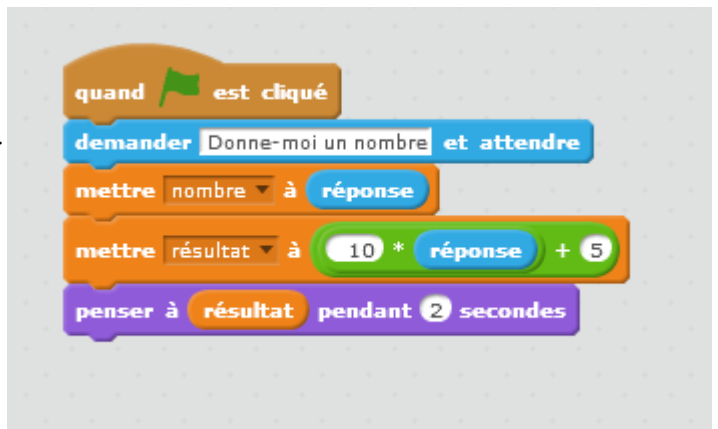 quand est cliqué
demander Donne-moi un nombre et attendre
mettre nombre à réponse
mettre résultat à 10 * réponse + 5
penser à résultat pendant 2 secondes